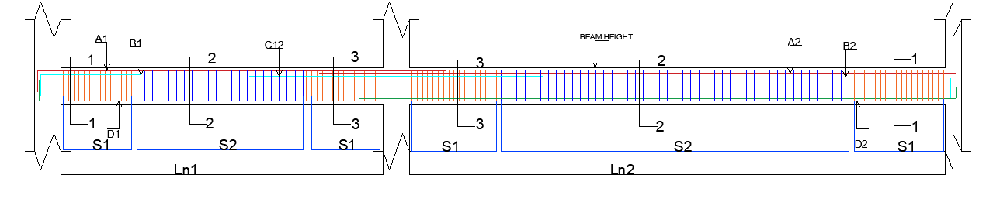 A1
B1
C12
BEAM HEIGHT
A2
B2
1
2
3
3
2
1
1
2
3
3
2
1
D1
D2
S1
S2
S1
S1
S2
S1
Ln1
Ln2